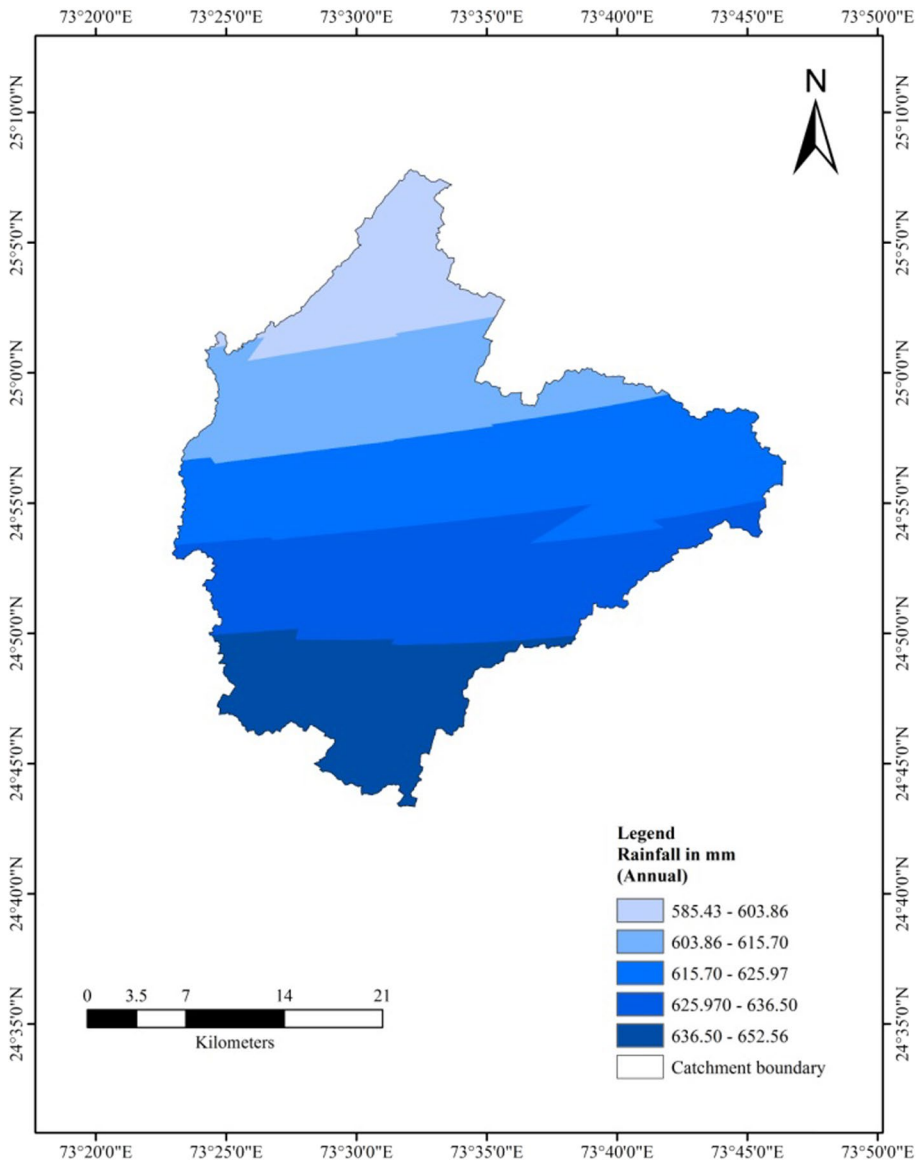 73°20'0"E 73°25'0"E 73°30'0"E 73°35'0"E 73°40'0"E 73°45'0"E 73°50'0"E
N
25°10'0"N 25°10'0"N
25°5'0"N 25°5'0"N
25°0'0"N 25°0'0"N
24°55'0"N 24°55'0"N
24°50'0"N 24°50'0"N
24°45'0"N 24°45'0"N
24°40'0"N 24°40'0"N
24°35'0"N 24°35'0"N
Legend
Rainfall in mm
(Annual)
585.43 - 603.86
603.86 - 615.70
615.70 - 625.97
625.970 - 636.50
636.50 - 652.56
Catchment boundary
0 3.5 7 14 21
Kilometers
73°20'0"E 73°25'0"E 73°30'0"E 73°35'0"E 73°40'0"E 73°45'0"E 73°50'0"E